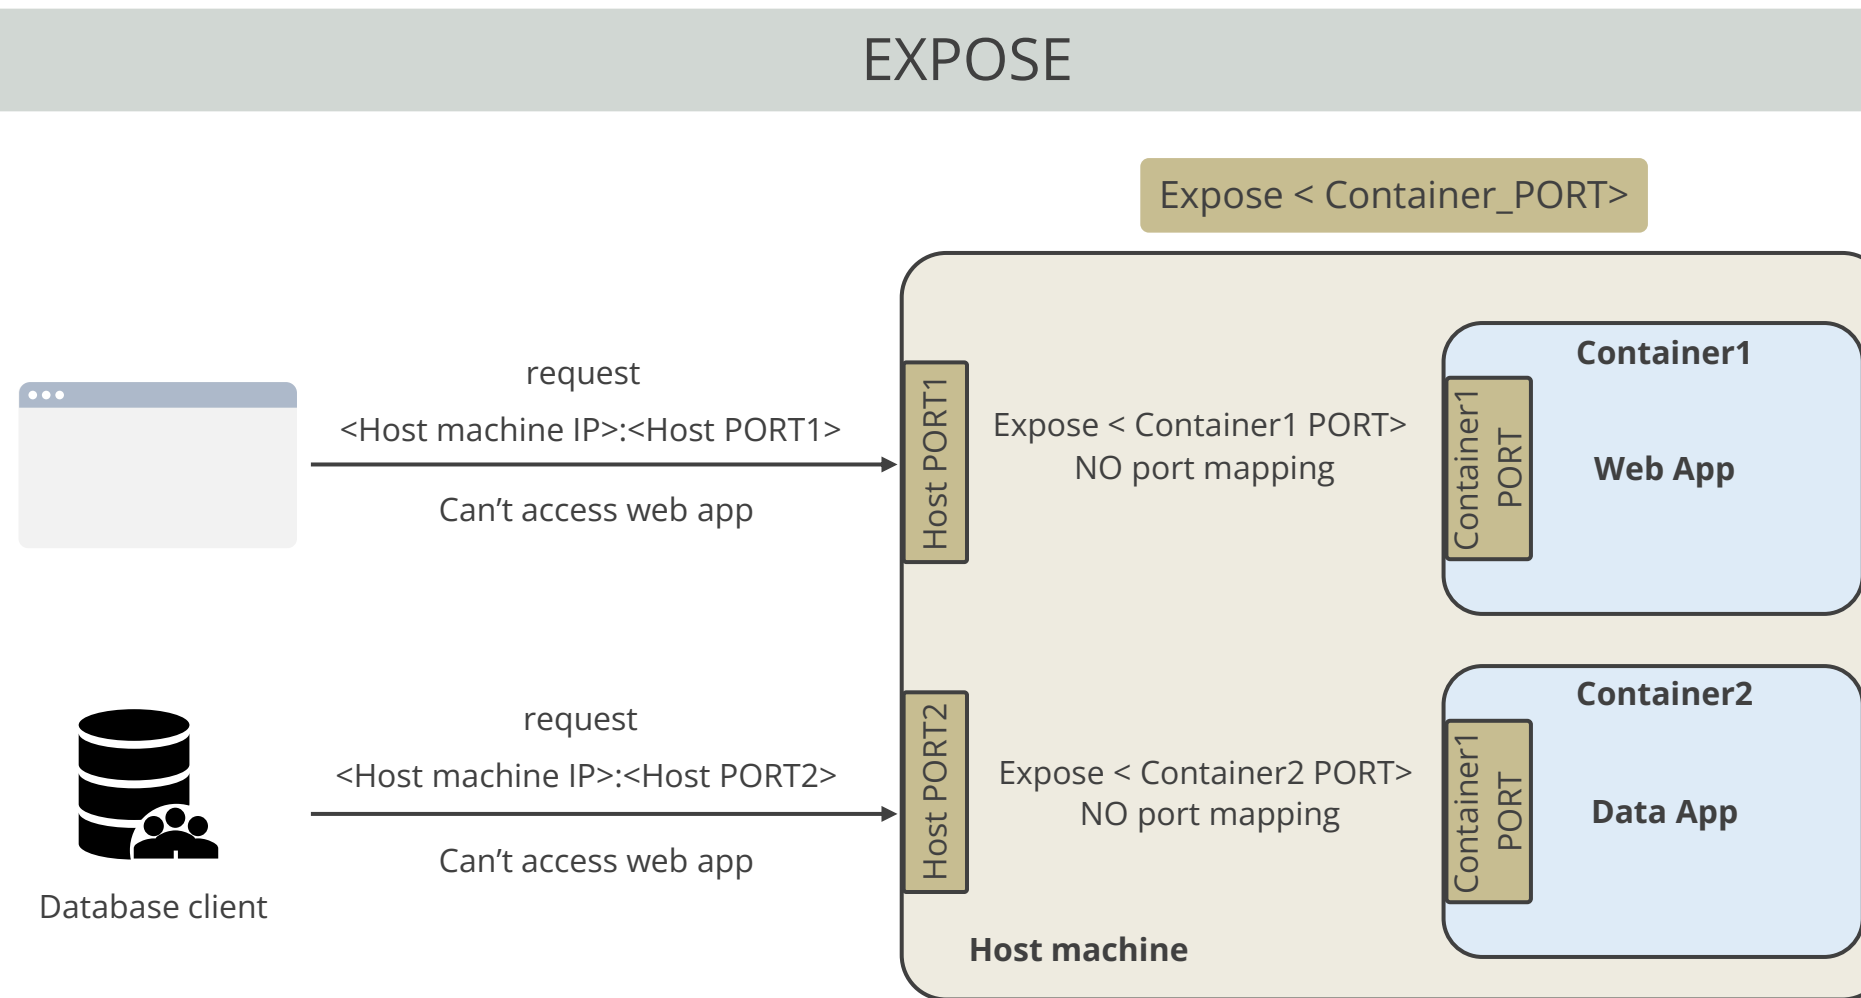 EXPOSE
Expose < Container_PORT>
request
<Host machine IP>:<Host PORT1>
Can’t access web app
Host PORT1
Expose < Container1 PORT>
NO port mapping
Container1
Container1
PORT
Web App
request
<Host machine IP>:<Host PORT2>
Can’t access web app
Database client
Host PORT2
Expose < Container2 PORT>
NO port mapping
Container2
Container1
PORT
Data App
Host machine